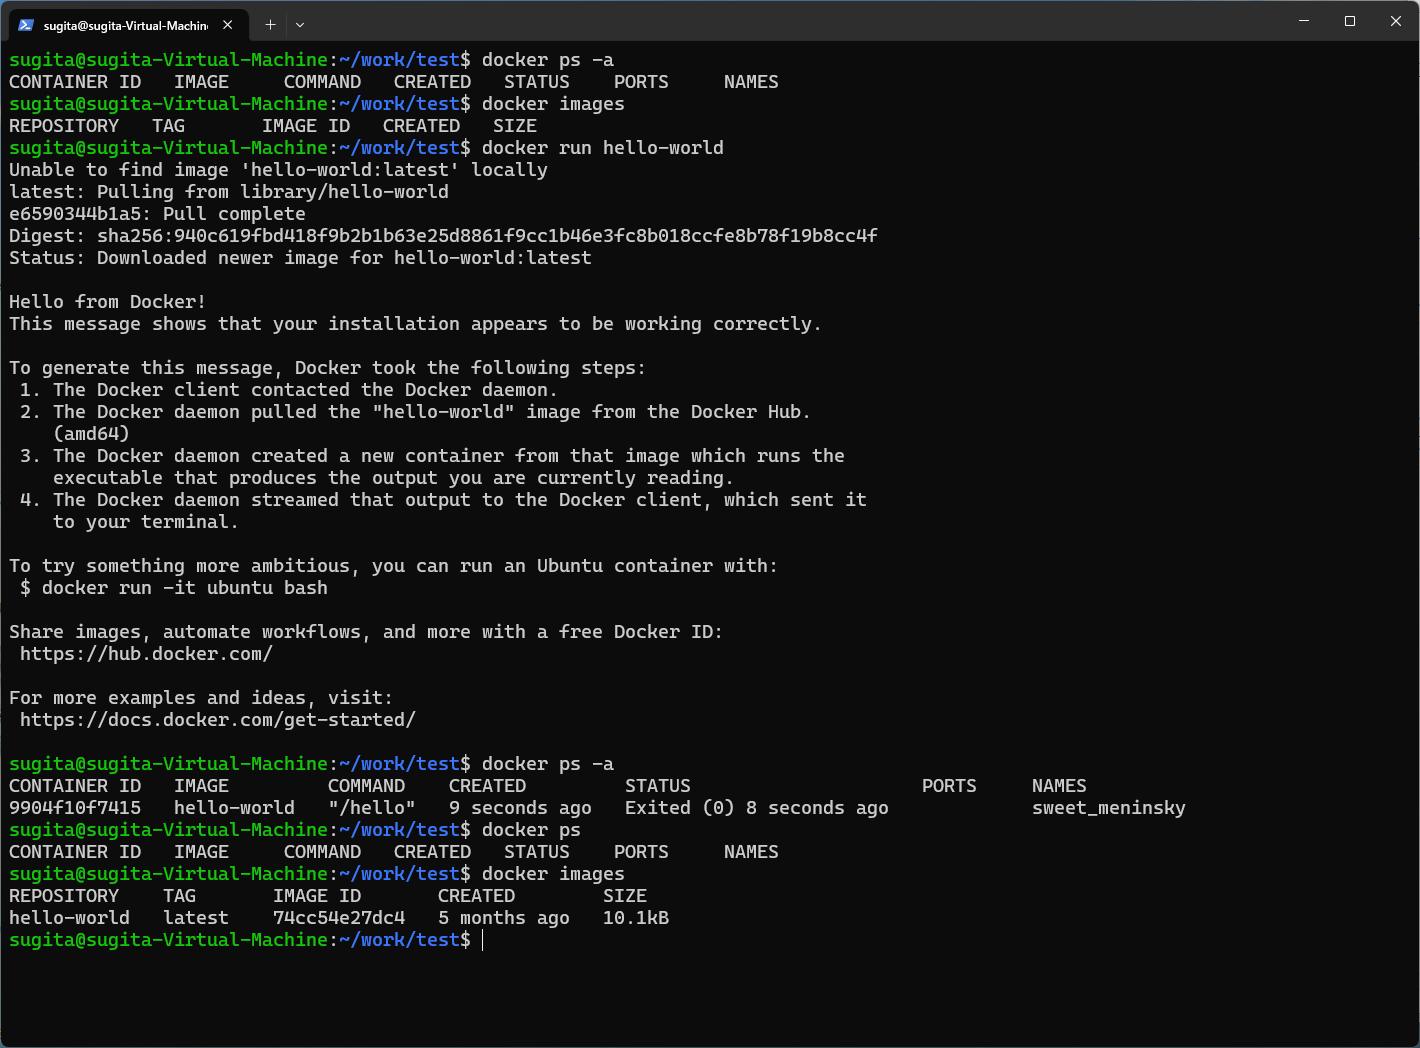 sugita@sugita-Virtual-Machin
sugita@sugita-Virtual-Machine:~/work/test$ docker ps -a
CONTAINER ID   IMAGE     COMMAND   CREATED   STATUS    PORTS     NAMES
sugita@sugita-Virtual-Machine:~/work/test$ docker images
REPOSITORY   TAG       IMAGE ID   CREATED   SIZE
sugita@sugita-Virtual-Machine:~/work/test$ docker run hello-world
Unable to find image 'hello-world:latest' locally
latest: Pulling from library/hello-world
e6590344b1a5: Pull complete
Digest: sha256:940c619fbd418f9b2b1b63e25d8861f9cc1b46e3fc8b018ccfe8b78f19b8cc4f
Status: Downloaded newer image for hello-world:latest

Hello from Docker!
This message shows that your installation appears to be working correctly.

To generate this message, Docker took the following steps:
 1. The Docker client contacted the Docker daemon.
 2. The Docker daemon pulled the "hello-world" image from the Docker Hub.
    (amd64)
 3. The Docker daemon created a new container from that image which runs the
    executable that produces the output you are currently reading.
 4. The Docker daemon streamed that output to the Docker client, which sent it
    to your terminal.

To try something more ambitious, you can run an Ubuntu container with:
 $ docker run -it ubuntu bash

Share images, automate workflows, and more with a free Docker ID:
 https://hub.docker.com/

For more examples and ideas, visit:
 https://docs.docker.com/get-started/

sugita@sugita-Virtual-Machine:~/work/test$ docker ps -a
CONTAINER ID   IMAGE         COMMAND    CREATED         STATUS                     PORTS     NAMES
9904f10f7415   hello-world   "/hello"   9 seconds ago   Exited (0) 8 seconds ago             sweet_meninsky
sugita@sugita-Virtual-Machine:~/work/test$ docker ps
CONTAINER ID   IMAGE     COMMAND   CREATED   STATUS    PORTS     NAMES
sugita@sugita-Virtual-Machine:~/work/test$ docker images
REPOSITORY    TAG       IMAGE ID       CREATED        SIZE
hello-world   latest    74cc54e27dc4   5 months ago   10.1kB
sugita@sugita-Virtual-Machine:~/work/test$